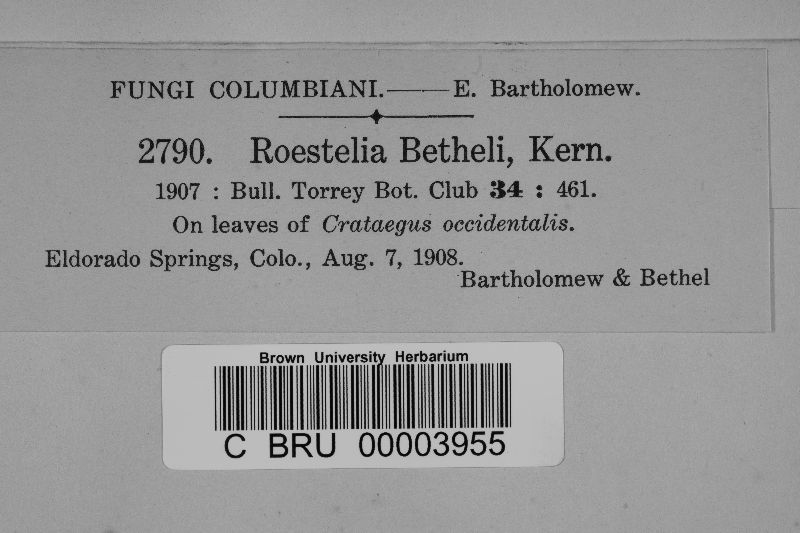 FUNGI COLUMBIANI.——E. Bartholomew.
2790. Roestelia Betheli, Kern.
1907 : Bull. Torrey Bot. Club 34 : 461.
On leaves of Crataegus occidentalis.
Eldorado Springs, Colo., Aug. 7, 1908.
Bartholomew & Bethel
Brown University Herbarium
C BRU 00003955